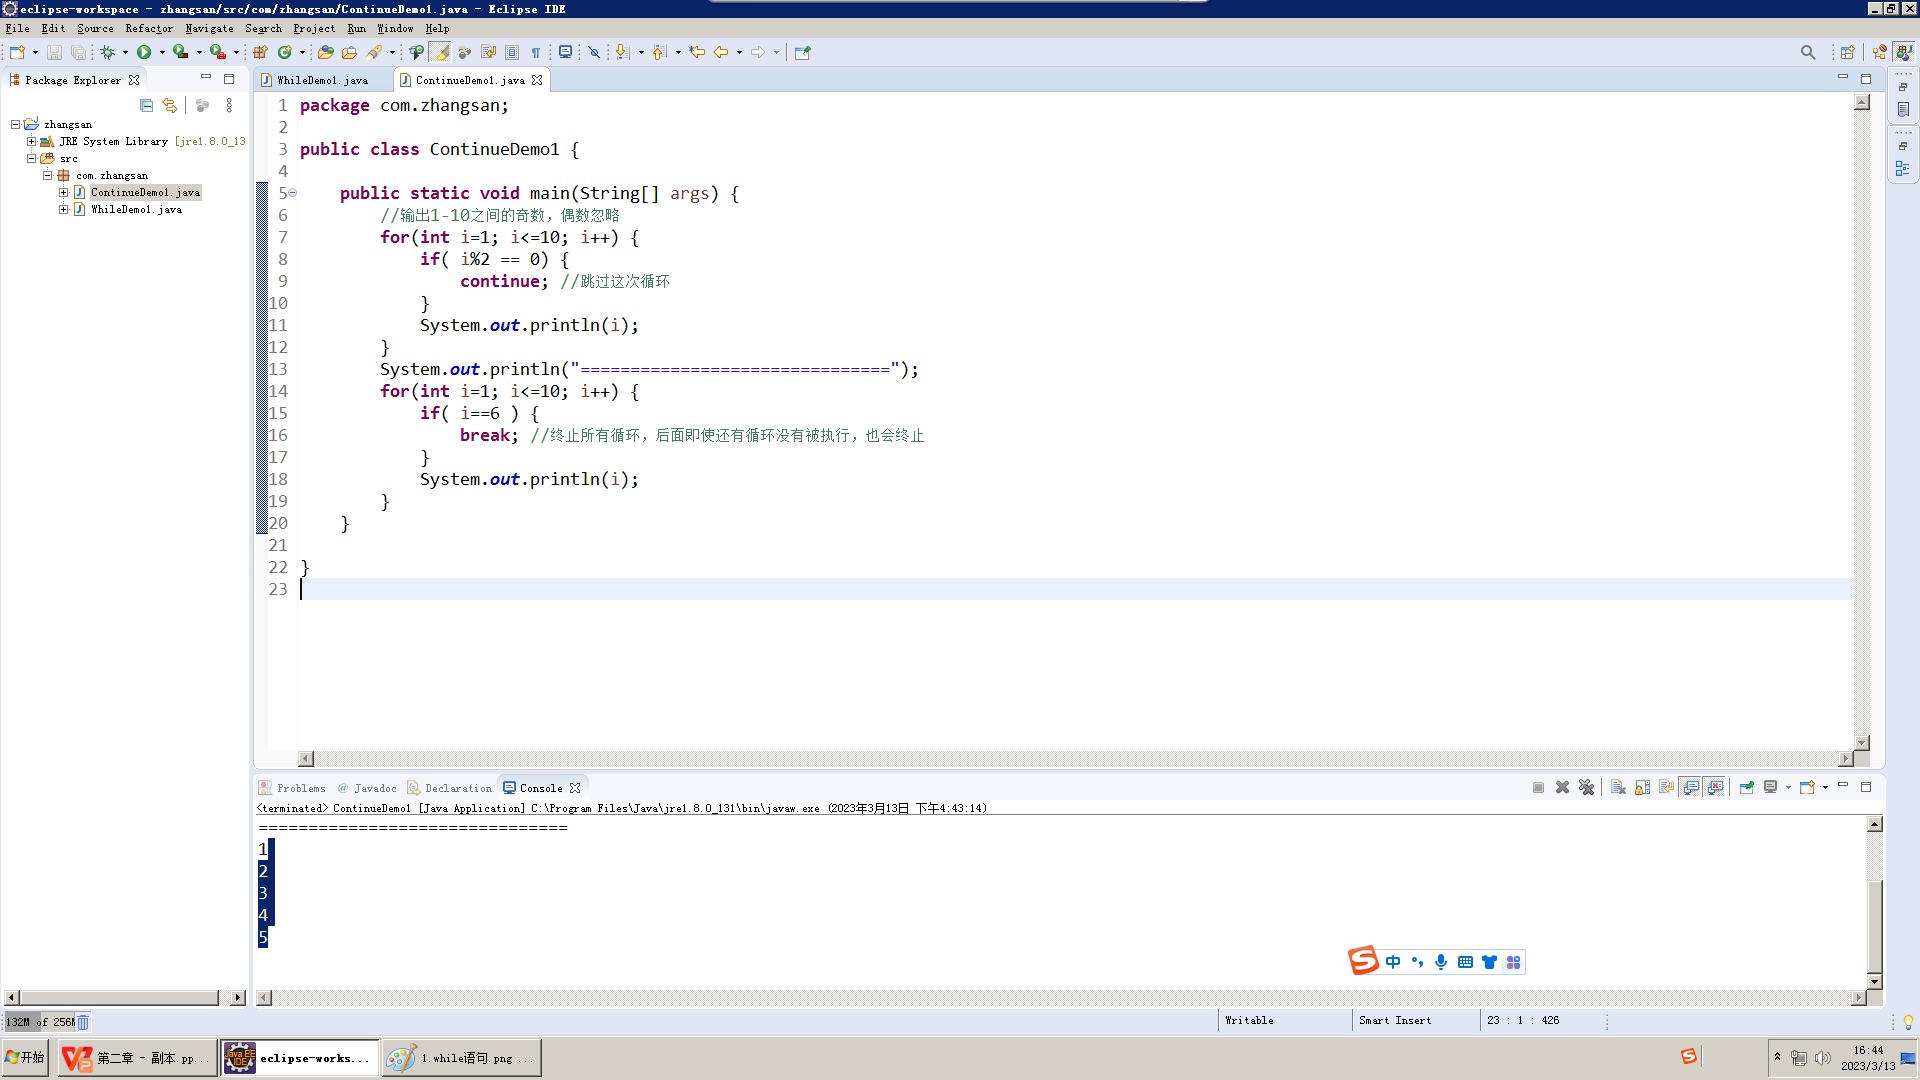 eclipse-workspace - zhangsan/src/com/zhangsan/ContinueDemo1.java - Eclipse IDE
File Edit Source Refactor Navigate Search Project Run Window Help
Package Explorer
zhangsan
JRE System Library [jre1.8.0_13
src
com.zhangsan
ContinueDemo1.java
WhileDemo1.java
WhileDemo1.java ContinueDemo1.java
1 package com.zhangsan;
2
3 public class ContinueDemo1 {
4
5 public static void main(String[] args) {
6 //输出1-10之间的奇数，偶数忽略
7 for(int i=1; i<=10; i++) {
8 if( i%2 == 0) {
9 continue; //跳过这次循环
10 }
11 System.out.println(i);
12 }
13 System.out.println("===============================");
14 for(int i=1; i<=10; i++) {
15 if( i==6 ) {
16 break; //终止所有循环，后面即使还有循环没有被执行，也会终止
17 }
18 System.out.println(i);
19 }
20 }
21
22 }
23
Problems @ Javadoc Declaration Console
<terminated> ContinueDemo1 [Java Application] C:\Program Files\Java\jre1.8.0_131\bin\javaw.exe (2023年3月13日 下午4:43:14)
===============================
1
2
3
4
5
中
132M of 256M
Writable Smart Insert 23 : 1 : 426
开始 第二章 - 副本.pp... eclipse-works... 1.while语句.png ...
16:44
2023/3/13